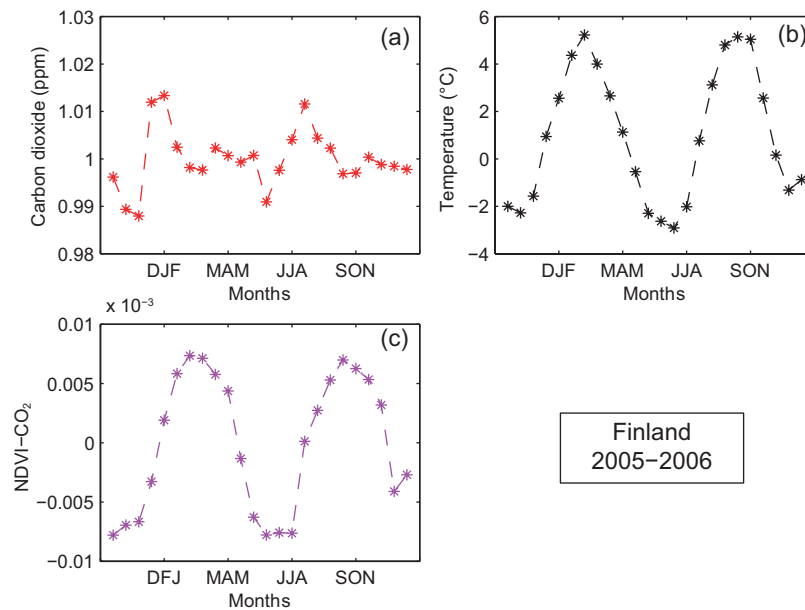 (a)
Carbon dioxide (ppm)
1.03
1.02
1.01
1
0.99
0.98
DJF MAM JJA SON
Months
(b)
Temperature (°C)
6
4
2
0
−2
−4
DJF MAM JJA SON
Months
x 10⁻³
(c)
NDVI−CO₂
0.01
0.005
0
−0.005
−0.01
DFJ MAM JJA SON
Months
Finland
2005−2006